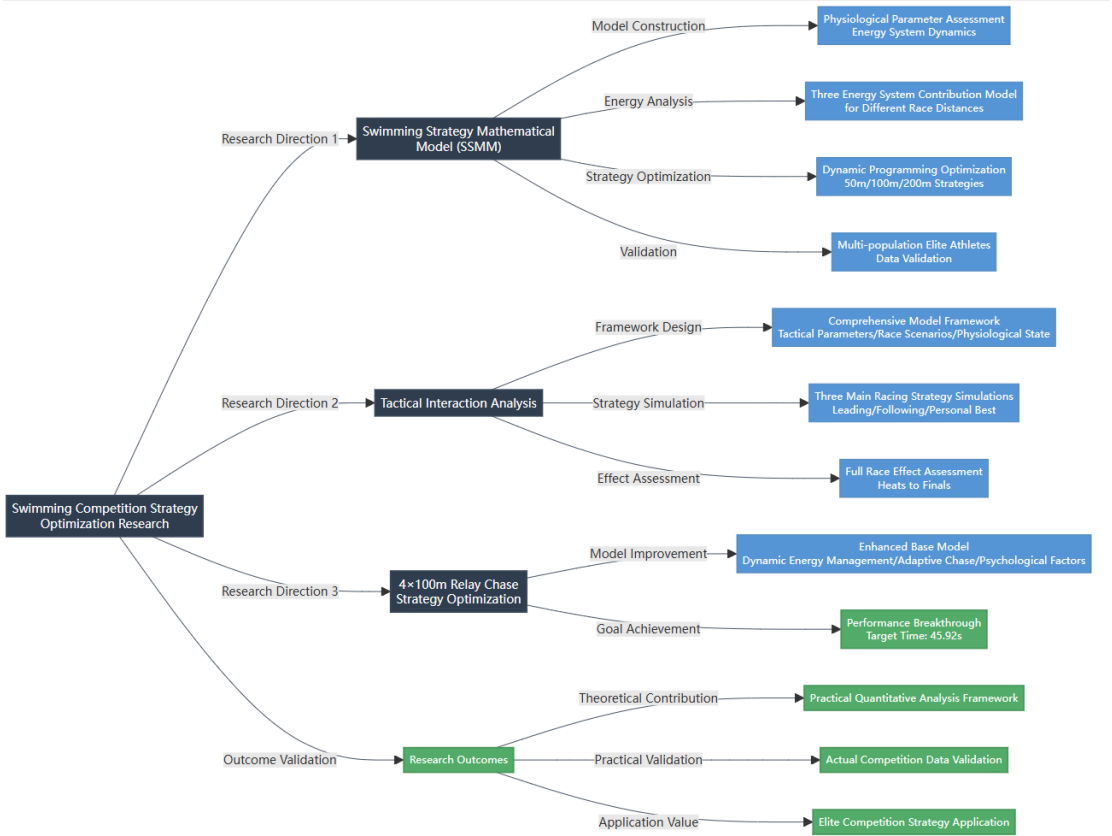 Model Construction
Physiological Parameter Assessment
Energy System Dynamics
Energy Analysis
Three Energy System Contribution Model
for Different Race Distances
Research Direction 1
Swimming Strategy Mathematical
Model (SSMM)
Strategy Optimization
Dynamic Programming Optimization
50m/100m/200m Strategies
Validation
Multi-population Elite Athletes
Data Validation
Framework Design
Comprehensive Model Framework
Tactical Parameters/Race Scenarios/Physiological State
Research Direction 2
Tactical Interaction Analysis
Strategy Simulation
Three Main Racing Strategy Simulations
Leading/Following/Personal Best
Effect Assessment
Full Race Effect Assessment
Heats to Finals
Swimming Competition Strategy
Optimization Research
Model Improvement
Enhanced Base Model
Dynamic Energy Management/Adaptive Chase/Psychological Factors
Research Direction 3
4×100m Relay Chase
Strategy Optimization
Goal Achievement
Performance Breakthrough
Target Time: 45.92s
Theoretical Contribution
Practical Quantitative Analysis Framework
Outcome Validation
Research Outcomes
Practical Validation
Actual Competition Data Validation
Application Value
Elite Competition Strategy Application